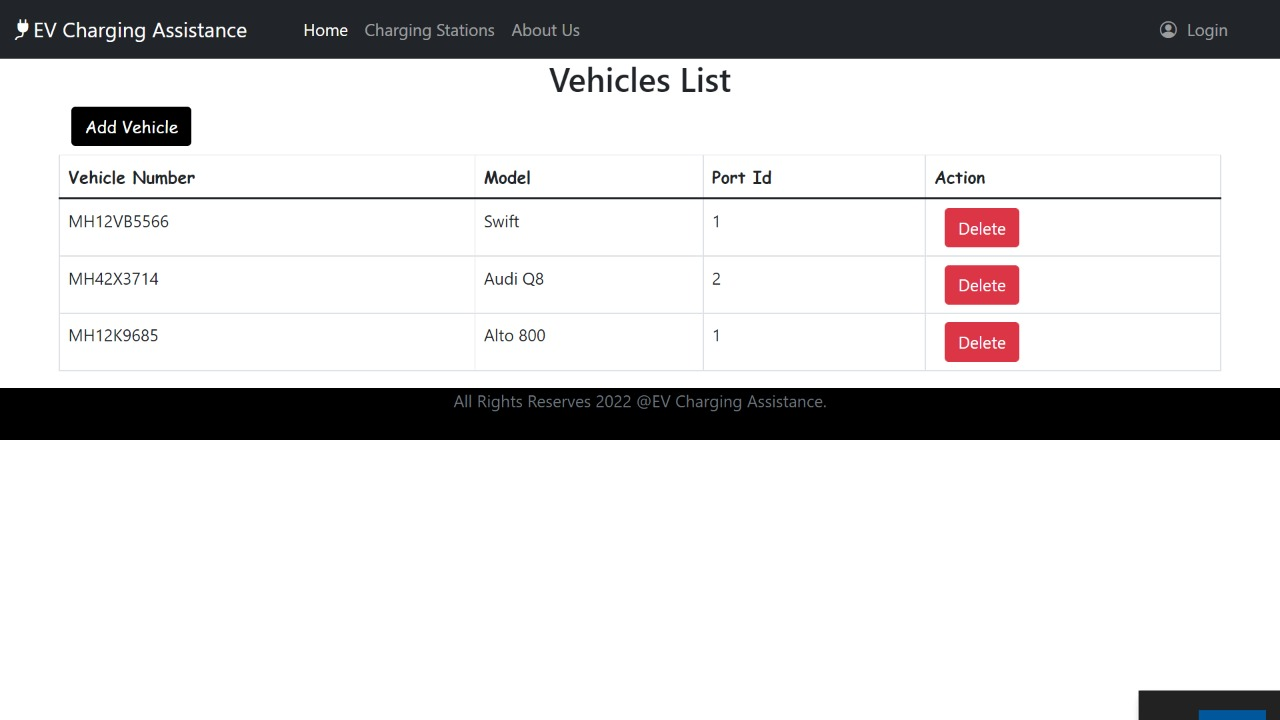 EV Charging Assistance Home Charging Stations About Us Login
Vehicles List
Add Vehicle
Vehicle Number Model Port Id Action
MH12VB5566 Swift 1 Delete
MH42X3714 Audi Q8 2 Delete
MH12K9685 Alto 800 1 Delete
All Rights Reserves 2022 @EV Charging Assistance.